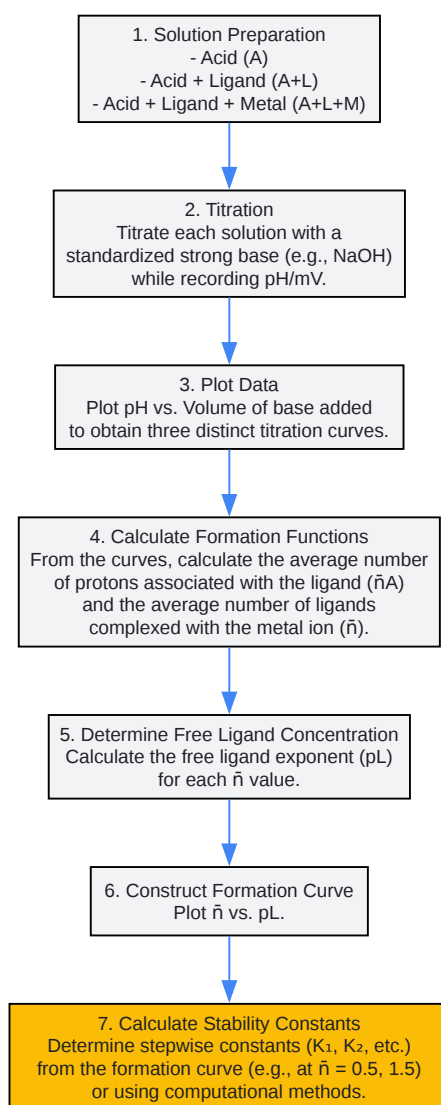 1. Solution Preparation
- Acid (A)
- Acid + Ligand (A+L)
- Acid + Ligand + Metal (A+L+M)
2. Titration
Titrate each solution with a
standardized strong base (e.g., NaOH)
while recording pH/mV.
3. Plot Data
Plot pH vs. Volume of base added
to obtain three distinct titration curves.
4. Calculate Formation Functions
From the curves, calculate the average number
of protons associated with the ligand (n̄A)
and the average number of ligands
complexed with the metal ion (n̄).
5. Determine Free Ligand Concentration
Calculate the free ligand exponent (pL)
for each n̄ value.
6. Construct Formation Curve
Plot n̄ vs. pL.
7. Calculate Stability Constants
Determine stepwise constants (K₁, K₂, etc.)
from the formation curve (e.g., at n̄ = 0.5, 1.5)
or using computational methods.